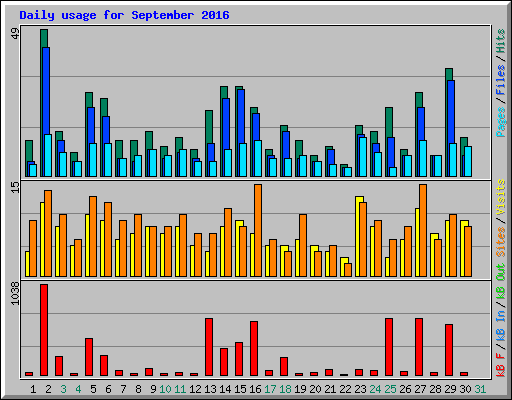 Daily usage for September 2016
49
Pages / Files / Hits
15
Sites / Visits
1038
kB F / kB In / kB Out
1 2 3 4 5 6 7 8 9 10 11 12 13 14 15 16 17 18 19 20 21 22 23 24 25 26 27 28 29 30 31